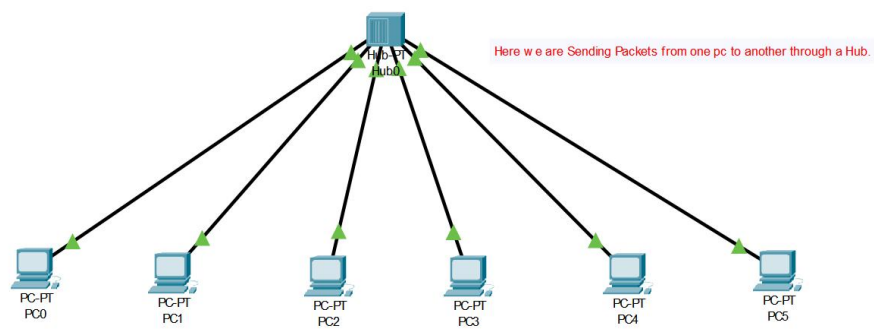 Hub-PT
Hub0
Here we are Sending Packets from one pc to another through a Hub.
PC-PT
PC0
PC-PT
PC1
PC-PT
PC2
PC-PT
PC3
PC-PT
PC4
PC-PT
PC5